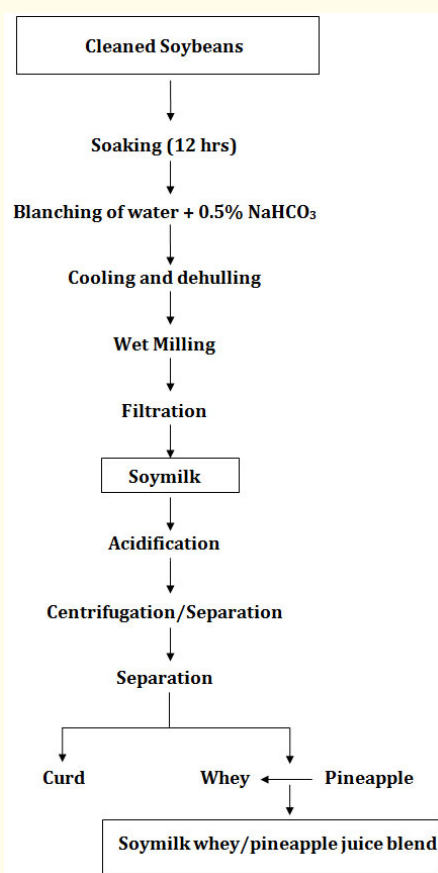 Cleaned Soybeans
Soaking (12 hrs)
Blanching of water + 0.5% NaHCO₃
Cooling and dehulling
Wet Milling
Filtration
Soymilk
Acidification
Centrifugation/Separation
Separation
Curd Whey Pineapple
Soymilk whey/pineapple juice blend